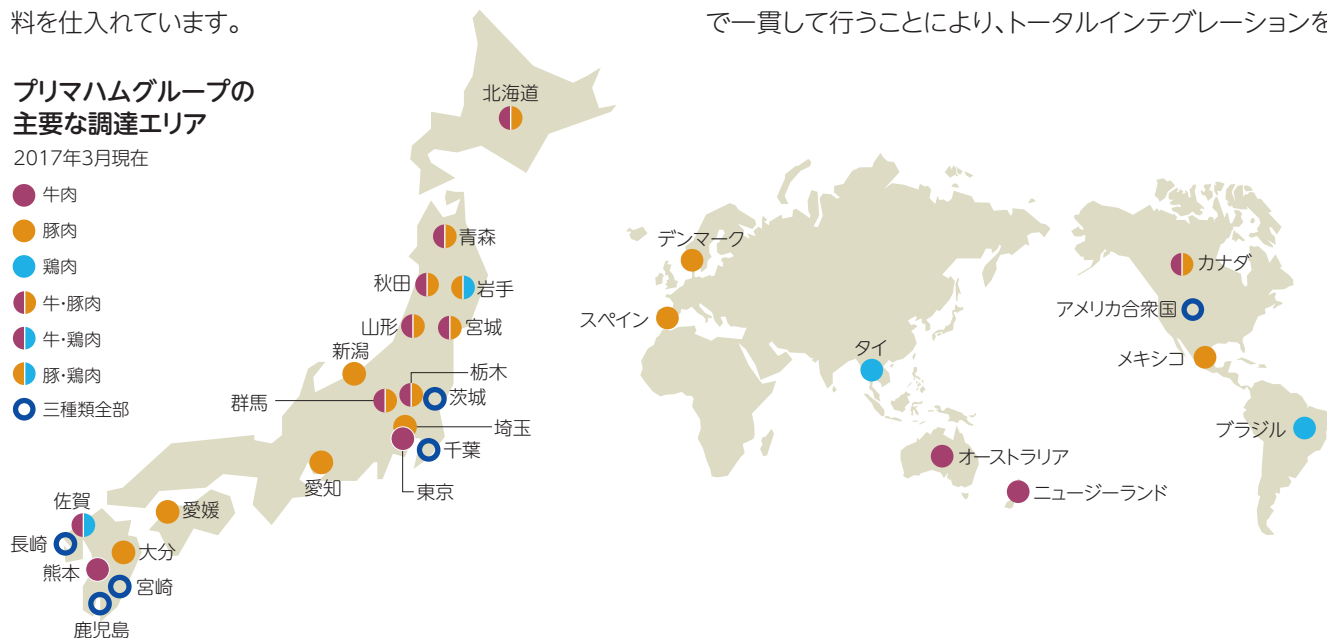 料を仕入れています。
で一貫して行うことにより、トータルインテグレーションを
プリマハムグループの
主要な調達エリア
2017年3月現在
牛肉
豚肉
鶏肉
牛・豚肉
牛・鶏肉
豚・鶏肉
三種類全部
北海道
青森
秋田
岩手
山形
宮城
新潟
栃木
群馬
茨城
埼玉
千葉
愛知
東京
佐賀
愛媛
長崎
大分
熊本
宮崎
鹿児島
デンマーク
カナダ
アメリカ合衆国
スペイン
タイ
メキシコ
ブラジル
オーストラリア
ニュージーランド